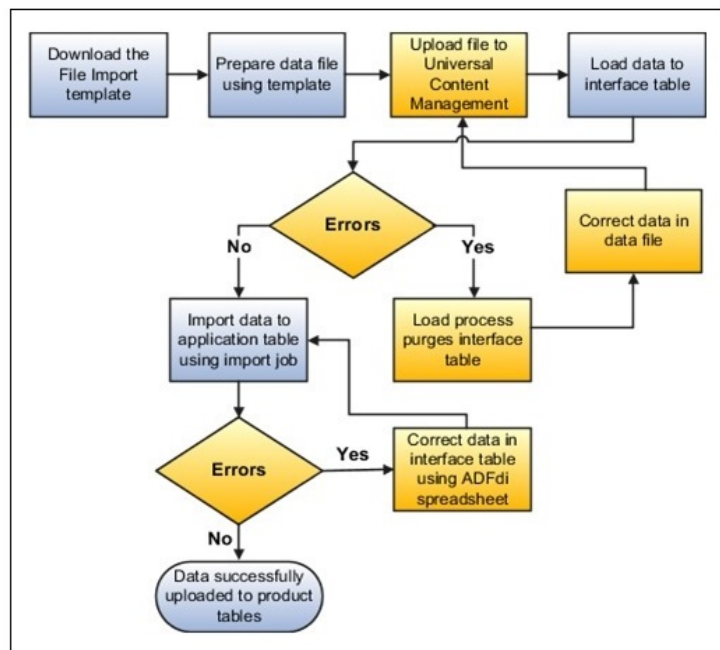 Download the
File Import
template
Prepare data file
using template
Upload file to
Universal
Content
Management
Load data to
interface table
Errors
No
Yes
Correct data in
data file
Import data to
application table
using import job
Load process
purges interface
table
Errors
Yes
Correct data in
interface table
using ADFdi
spreadsheet
No
Data successfully
uploaded to product
tables